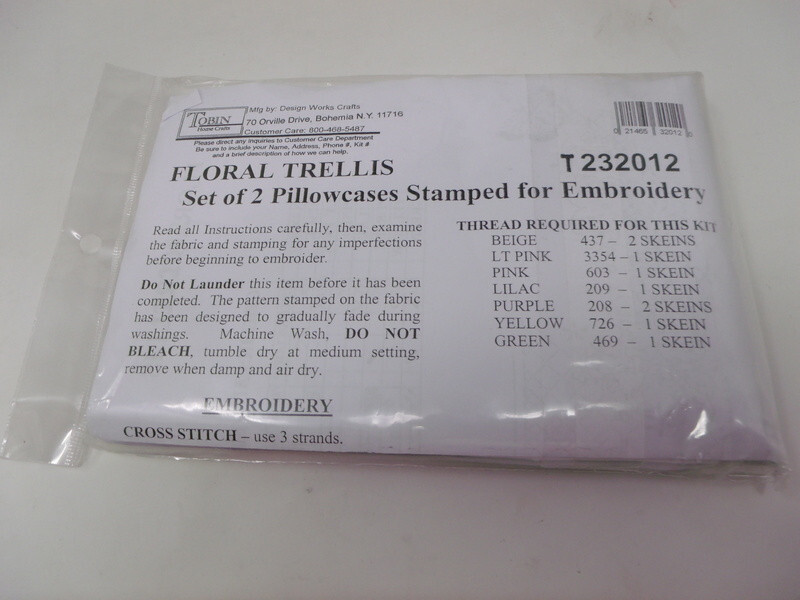 TOBIN
Home Crafts
Mfg by: Design Works Crafts
70 Orville Drive, Bohemia N.Y. 11716
Customer Care: 800-468-5487
Please direct any inquiries to Customer Care Department
Be sure to include your Name, Address, Phone #, Kit #
and a brief description of how we can help.
0 21465 32012 0
FLORAL TRELLIS
T 232012
Set of 2 Pillowcases Stamped for Embroidery
Read all Instructions carefully, then, examine
the fabric and stamping for any imperfections
before beginning to embroider.
Do Not Launder this item before it has been
completed. The pattern stamped on the fabric
has been designed to gradually fade during
washings. Machine Wash, DO NOT
BLEACH, tumble dry at medium setting,
remove when damp and air dry.
EMBROIDERY
CROSS STITCH – use 3 strands.
THREAD REQUIRED FOR THIS KIT
BEIGE 437 – 2 SKEINS
LT PINK 3354 – 1 SKEIN
PINK 603 – 1 SKEIN
LILAC 209 – 1 SKEIN
PURPLE 208 – 2 SKEINS
YELLOW 726 – 1 SKEIN
GREEN 469 – 1 SKEIN